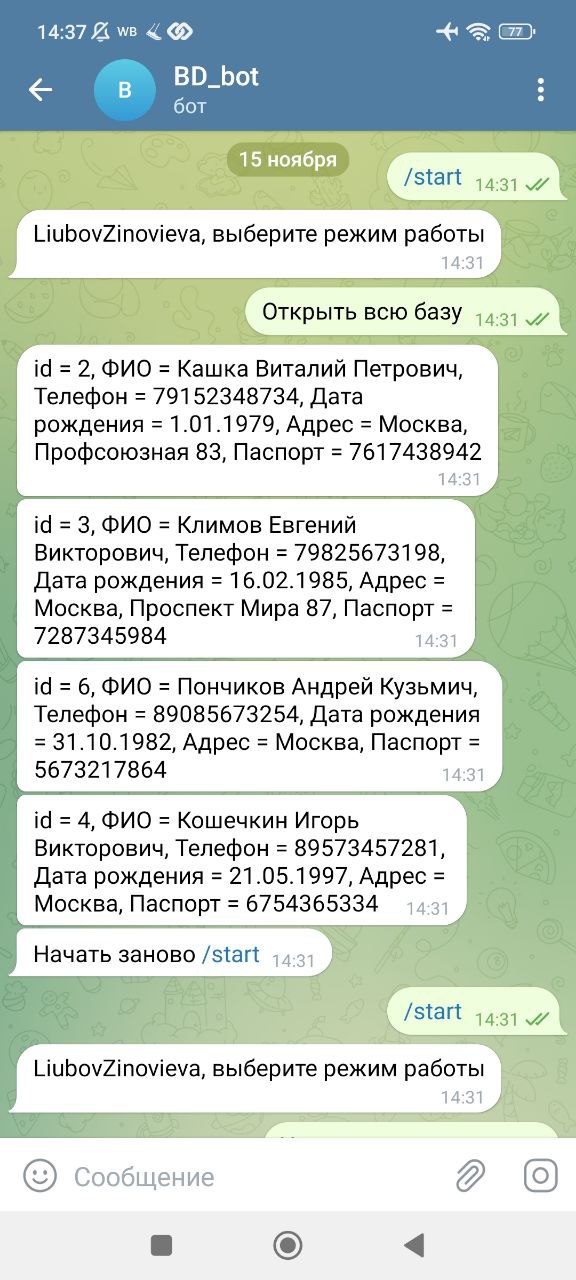 14:37 WB 77
B
BD_bot
бот
15 ноября
/start 14:31
LiubovZinovieva, выберите режим работы
14:31
Открыть всю базу 14:31
id = 2, ФИО = Кашка Виталий Петрович,
Телефон = 79152348734, Дата
рождения = 1.01.1979, Адрес = Москва,
Профсоюзная 83, Паспорт = 7617438942
14:31
id = 3, ФИО = Климов Евгений
Викторович, Телефон = 79825673198,
Дата рождения = 16.02.1985, Адрес =
Москва, Проспект Мира 87, Паспорт =
7287345984 14:31
id = 6, ФИО = Пончиков Андрей Кузьмич,
Телефон = 89085673254, Дата рождения
= 31.10.1982, Адрес = Москва, Паспорт =
5673217864 14:31
id = 4, ФИО = Кошечкин Игорь
Викторович, Телефон = 89573457281,
Дата рождения = 21.05.1997, Адрес =
Москва, Паспорт = 6754365334 14:31
Начать заново /start 14:31
/start 14:31
LiubovZinovieva, выберите режим работы
14:31
Сообщение